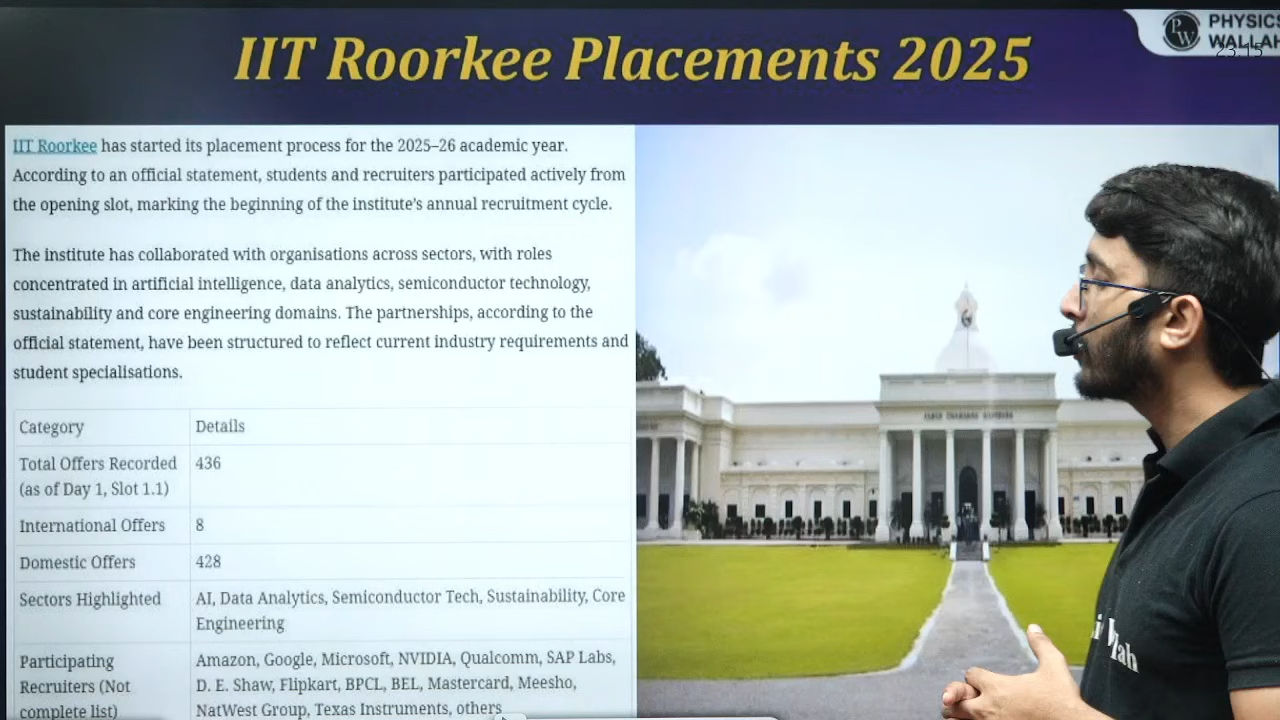 IIT Roorkee Placements 2025
PHYSICS
WALLAH
23:15
IIT Roorkee has started its placement process for the 2025–26 academic year.
According to an official statement, students and recruiters participated actively from
the opening slot, marking the beginning of the institute's annual recruitment cycle.
The institute has collaborated with organisations across sectors, with roles
concentrated in artificial intelligence, data analytics, semiconductor technology,
sustainability and core engineering domains. The partnerships, according to the
official statement, have been structured to reflect current industry requirements and
student specialisations.
Category Details
Total Offers Recorded 436
(as of Day 1, Slot 1.1)
International Offers 8
Domestic Offers 428
Sectors Highlighted AI, Data Analytics, Semiconductor Tech, Sustainability, Core
Engineering
Participating Amazon, Google, Microsoft, NVIDIA, Qualcomm, SAP Labs,
Recruiters (Not D. E. Shaw, Flipkart, BPCL, BEL, Mastercard, Meesho,
complete list) NatWest Group, Texas Instruments, others